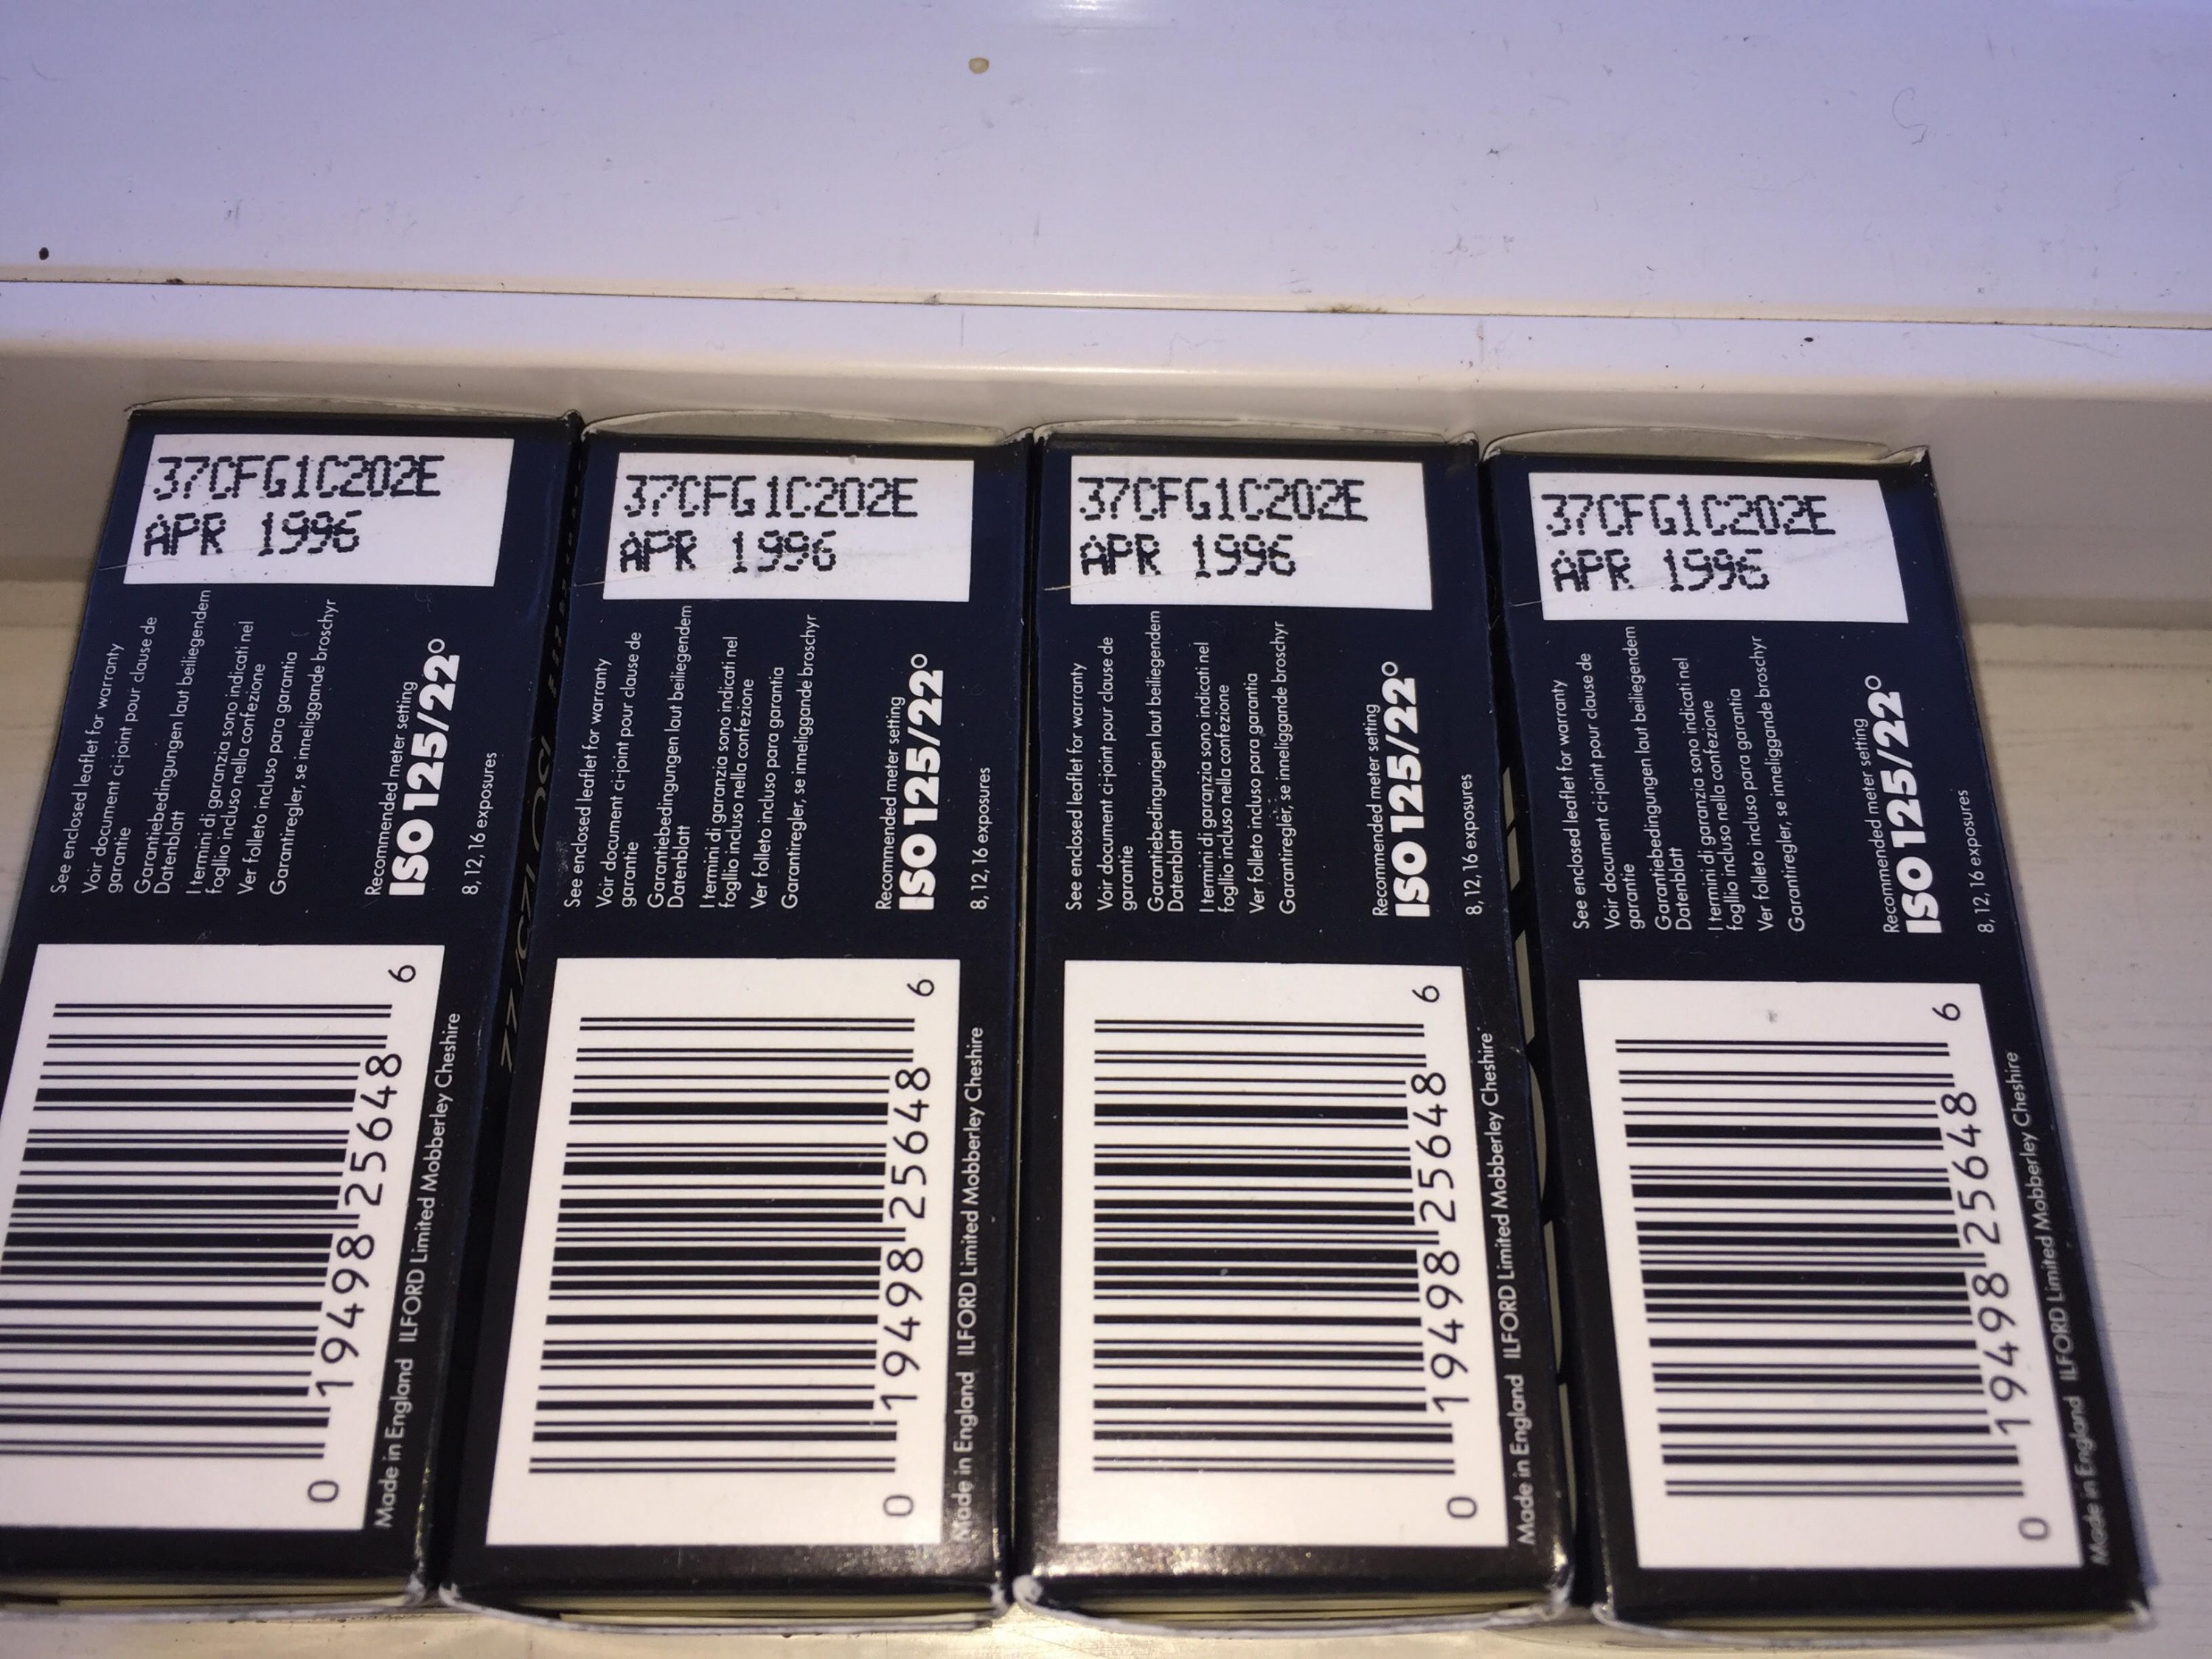 37CFG1C202E
APR 1996
See enclosed leaflet for warranty
Voir document ci-joint pour clause de
garantie
Garantiebedingungen laut beiliegendem
Datenblatt
I termini di garanzia sono indicati nel
fogllio incluso nella confezione
Ver folleto incluso para garantia
Garantiregler, se inneliggande broschyr
Recommended meter setting
ISO 125/22°
8, 12, 16 exposures
0 19498 25648 6
Made in England ILFORD Limited Mobberley Cheshire
37CFG1C202E
APR 1996
See enclosed leaflet for warranty
Voir document ci-joint pour clause de
garantie
Garantiebedingungen laut beiliegendem
Datenblatt
I termini di garanzia sono indicati nel
fogllio incluso nella confezione
Ver folleto incluso para garantia
Garantiregler, se inneliggande broschyr
Recommended meter setting
ISO 125/22°
8, 12, 16 exposures
0 19498 25648 6
Made in England ILFORD Limited Mobberley Cheshire
37CFG1C202E
APR 1996
See enclosed leaflet for warranty
Voir document ci-joint pour clause de
garantie
Garantiebedingungen laut beiliegendem
Datenblatt
I termini di garanzia sono indicati nel
fogllio incluso nella confezione
Ver folleto incluso para garantia
Garantiregler, se inneliggande broschyr
Recommended meter setting
ISO 125/22°
8, 12, 16 exposures
0 19498 25648 6
Made in England ILFORD Limited Mobberley Cheshire
37CFG1C202E
APR 1996
See enclosed leaflet for warranty
Voir document ci-joint pour clause de
garantie
Garantiebedingungen laut beiliegendem
Datenblatt
I termini di garanzia sono indicati nel
fogllio incluso nella confezione
Ver folleto incluso para garantia
Garantiregler, se inneliggande broschyr
Recommended meter setting
ISO 125/22°
8, 12, 16 exposures
0 19498 25648 6
Made in England ILFORD Limited Mobberley Cheshire